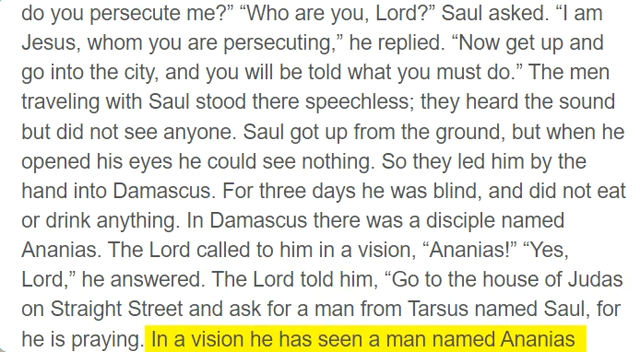 do you persecute me?” “Who are you, Lord?” Saul asked. “I am
Jesus, whom you are persecuting,” he replied. “Now get up and
go into the city, and you will be told what you must do.” The men
traveling with Saul stood there speechless; they heard the sound
but did not see anyone. Saul got up from the ground, but when he
opened his eyes he could see nothing. So they led him by the
hand into Damascus. For three days he was blind, and did not eat
or drink anything. In Damascus there was a disciple named
Ananias. The Lord called to him in a vision, “Ananias!” “Yes,
Lord,” he answered. The Lord told him, “Go to the house of Judas
on Straight Street and ask for a man from Tarsus named Saul, for
he is praying. In a vision he has seen a man named Ananias